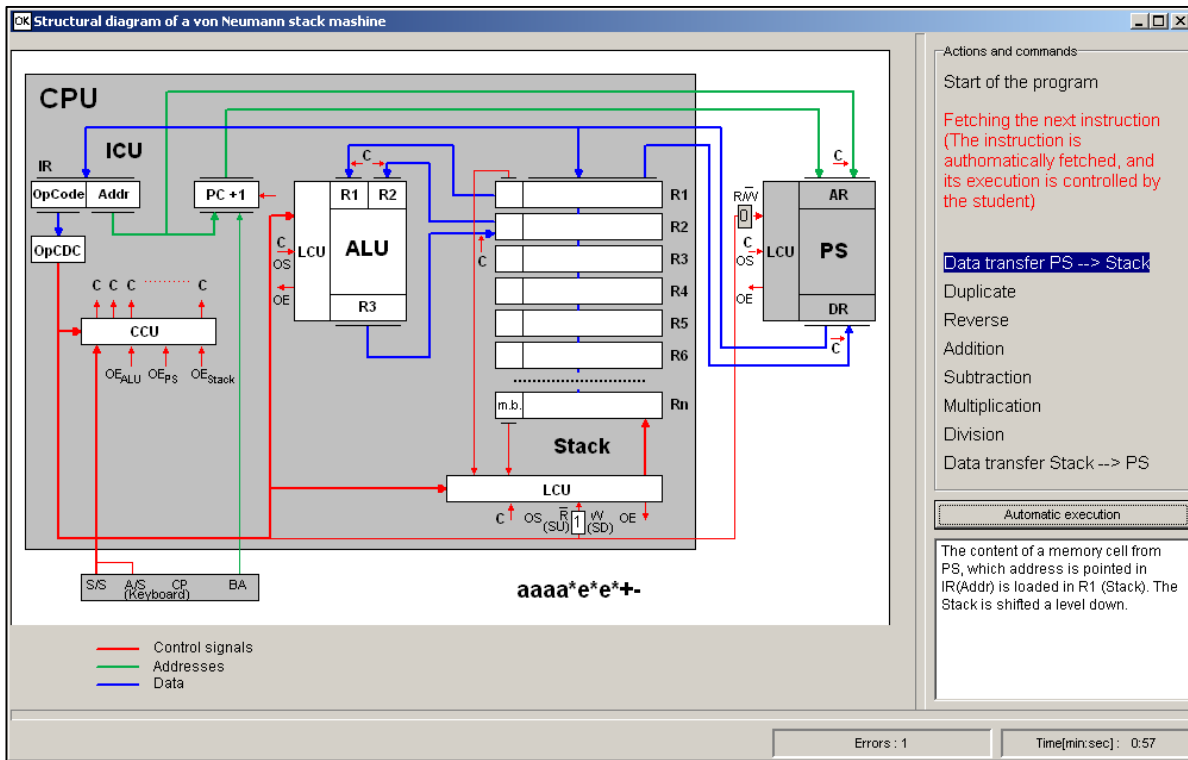 OK Structural diagram of a von Neumann stack mashine
CPU
ICU
IR
OpCode Addr
OpCDC
PC +1
C C C C
CCU
OE ALU OE PS OE Stack
C
R1 R2
LCU ALU
R3
C
OS
OE
R1
R2
R3
R4
R5
R6
m.b. Rn
C
Stack
LCU
C OS R (SU) 1 W (SD) OE
C
AR
R/W
0
LCU PS
C
OS
OE
DR
C
S/S A/S CP BA
(Keyboard)
aaaa*e*e*+-
Control signals
Addresses
Data
Actions and commands
Start of the program
Fetching the next instruction
(The instruction is
authomatically fetched, and
its execution is controlled by
the student)
Data transfer PS --> Stack
Duplicate
Reverse
Addition
Subtraction
Multiplication
Division
Data transfer Stack --> PS
Automatic execution
The content of a memory cell from
PS, which address is pointed in
IR(Addr) is loaded in R1 (Stack). The
Stack is shifted a level down.
Errors : 1
Time[min:sec] : 0:57